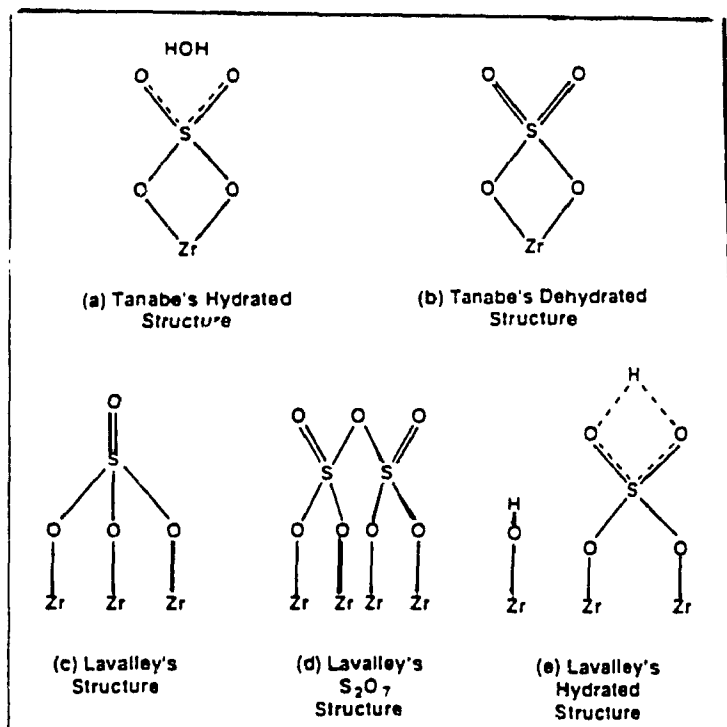 HOH
O O O O
S S
O O O O
Zr Zr
(a) Tanabe's Hydrated
Structure
(b) Tanabe's Dehydrated
Structure
H
O O O O O O
S S S H S
O O O O O O O O O O
Zr Zr Zr Zr Zr Zr Zr Zr Zr Zr
(c) Lavalley's
Structure
(d) Lavalley's
S₂O₇
Structure
(e) Lavalley's
Hydrated
Structure